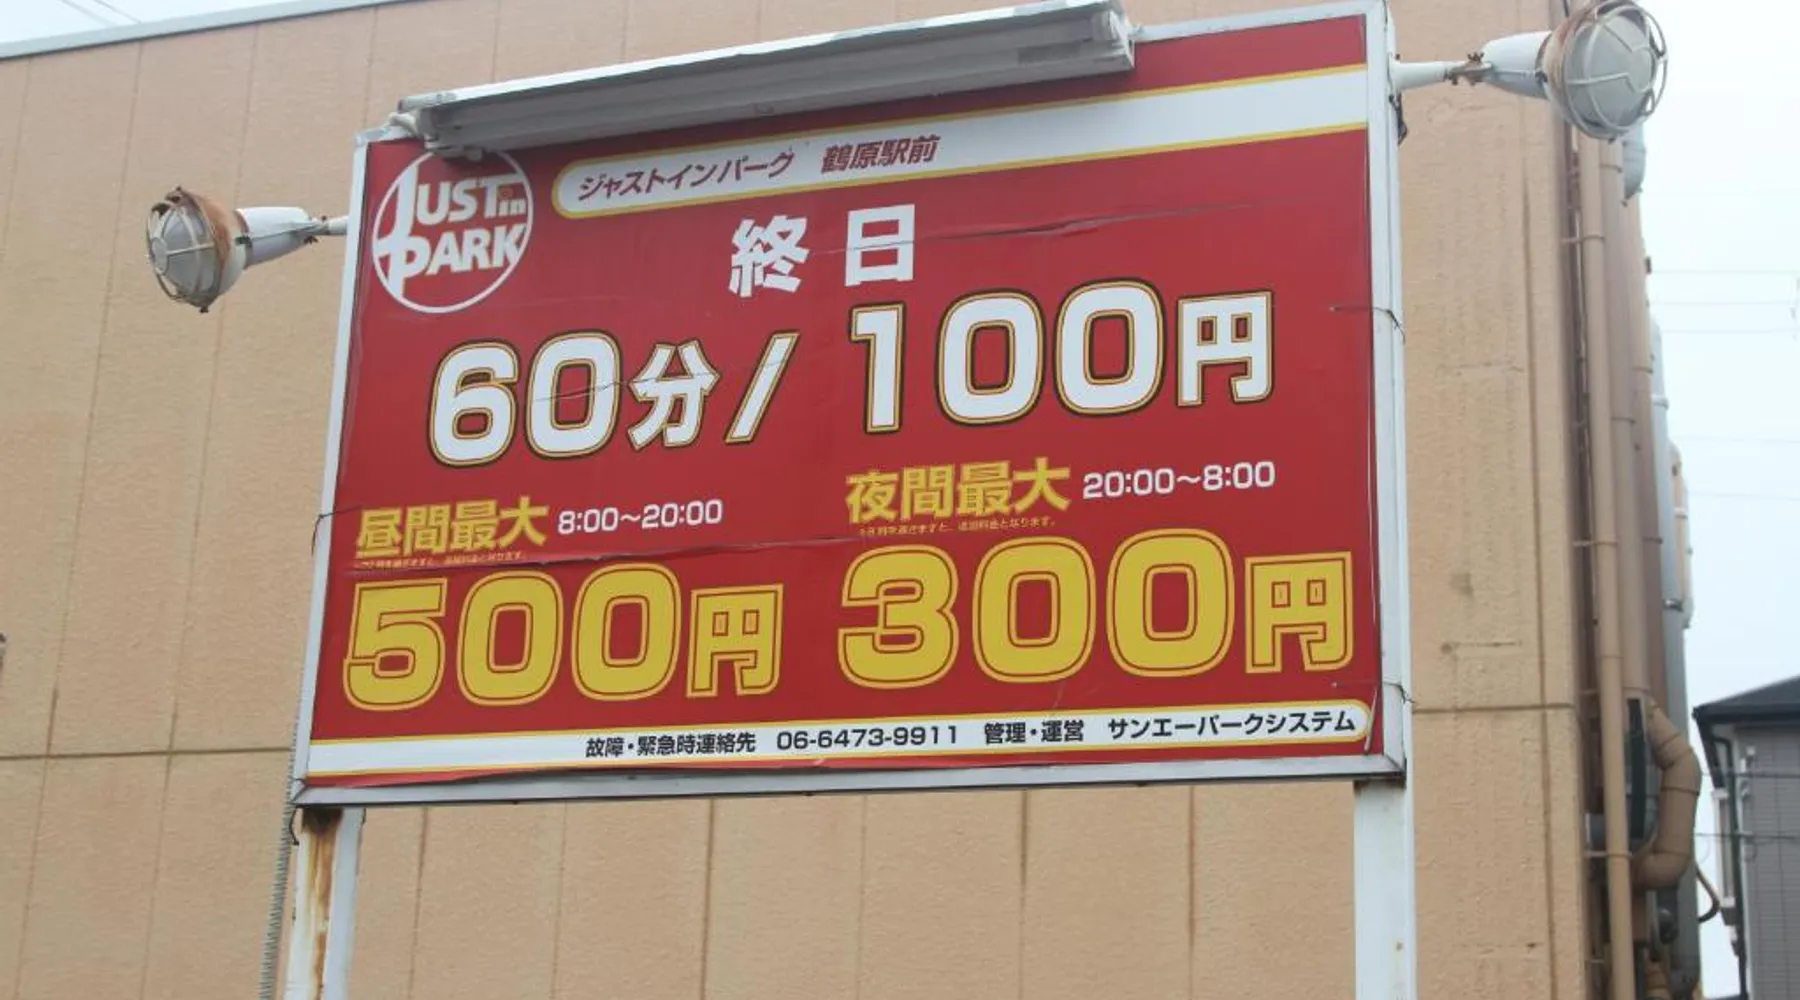 JUST in
PARK
ジャストインパーク 鶴原駅前
終日
60分/100円
昼間最大 8:00～20:00
500円
夜間最大 20:00～8:00
300円
故障・緊急時連絡先 06-6473-9911 管理・運営 サンエーパークシステム